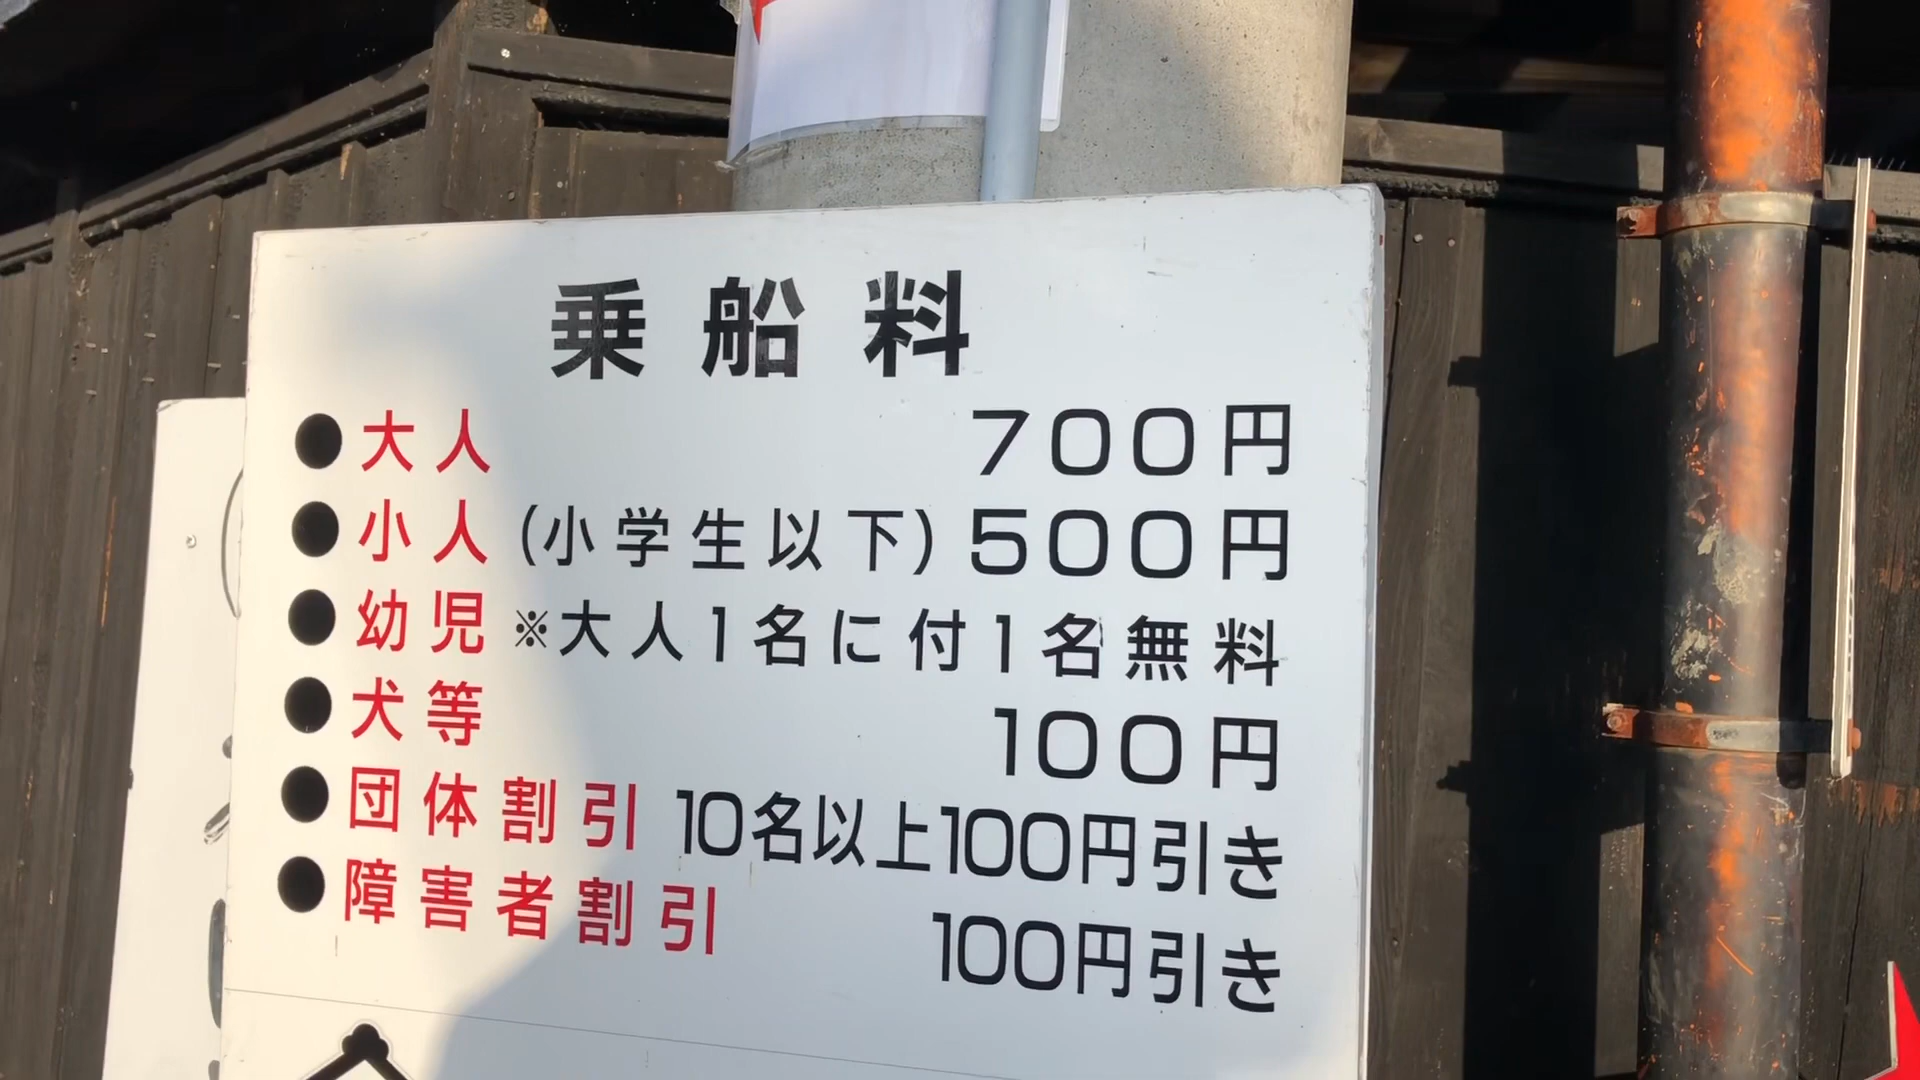 乗船料
●大人 700円
●小人(小学生以下)500円
●幼児 ※大人1名に付1名無料
●犬等 100円
●団体割引 10名以上100円引き
●障害者割引 100円引き